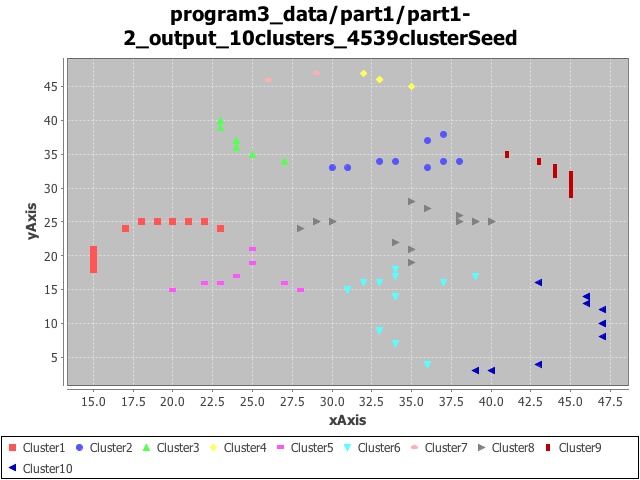 program3_data/part1/part1-
2_output_10clusters_4539clusterSeed
yAxis
45
40
35
30
25
20
15
10
5
15.0 17.5 20.0 22.5 25.0 27.5 30.0 32.5 35.0 37.5 40.0 42.5 45.0 47.5
xAxis
Cluster1 Cluster2 Cluster3 Cluster4 Cluster5 Cluster6 Cluster7 Cluster8 Cluster9
Cluster10